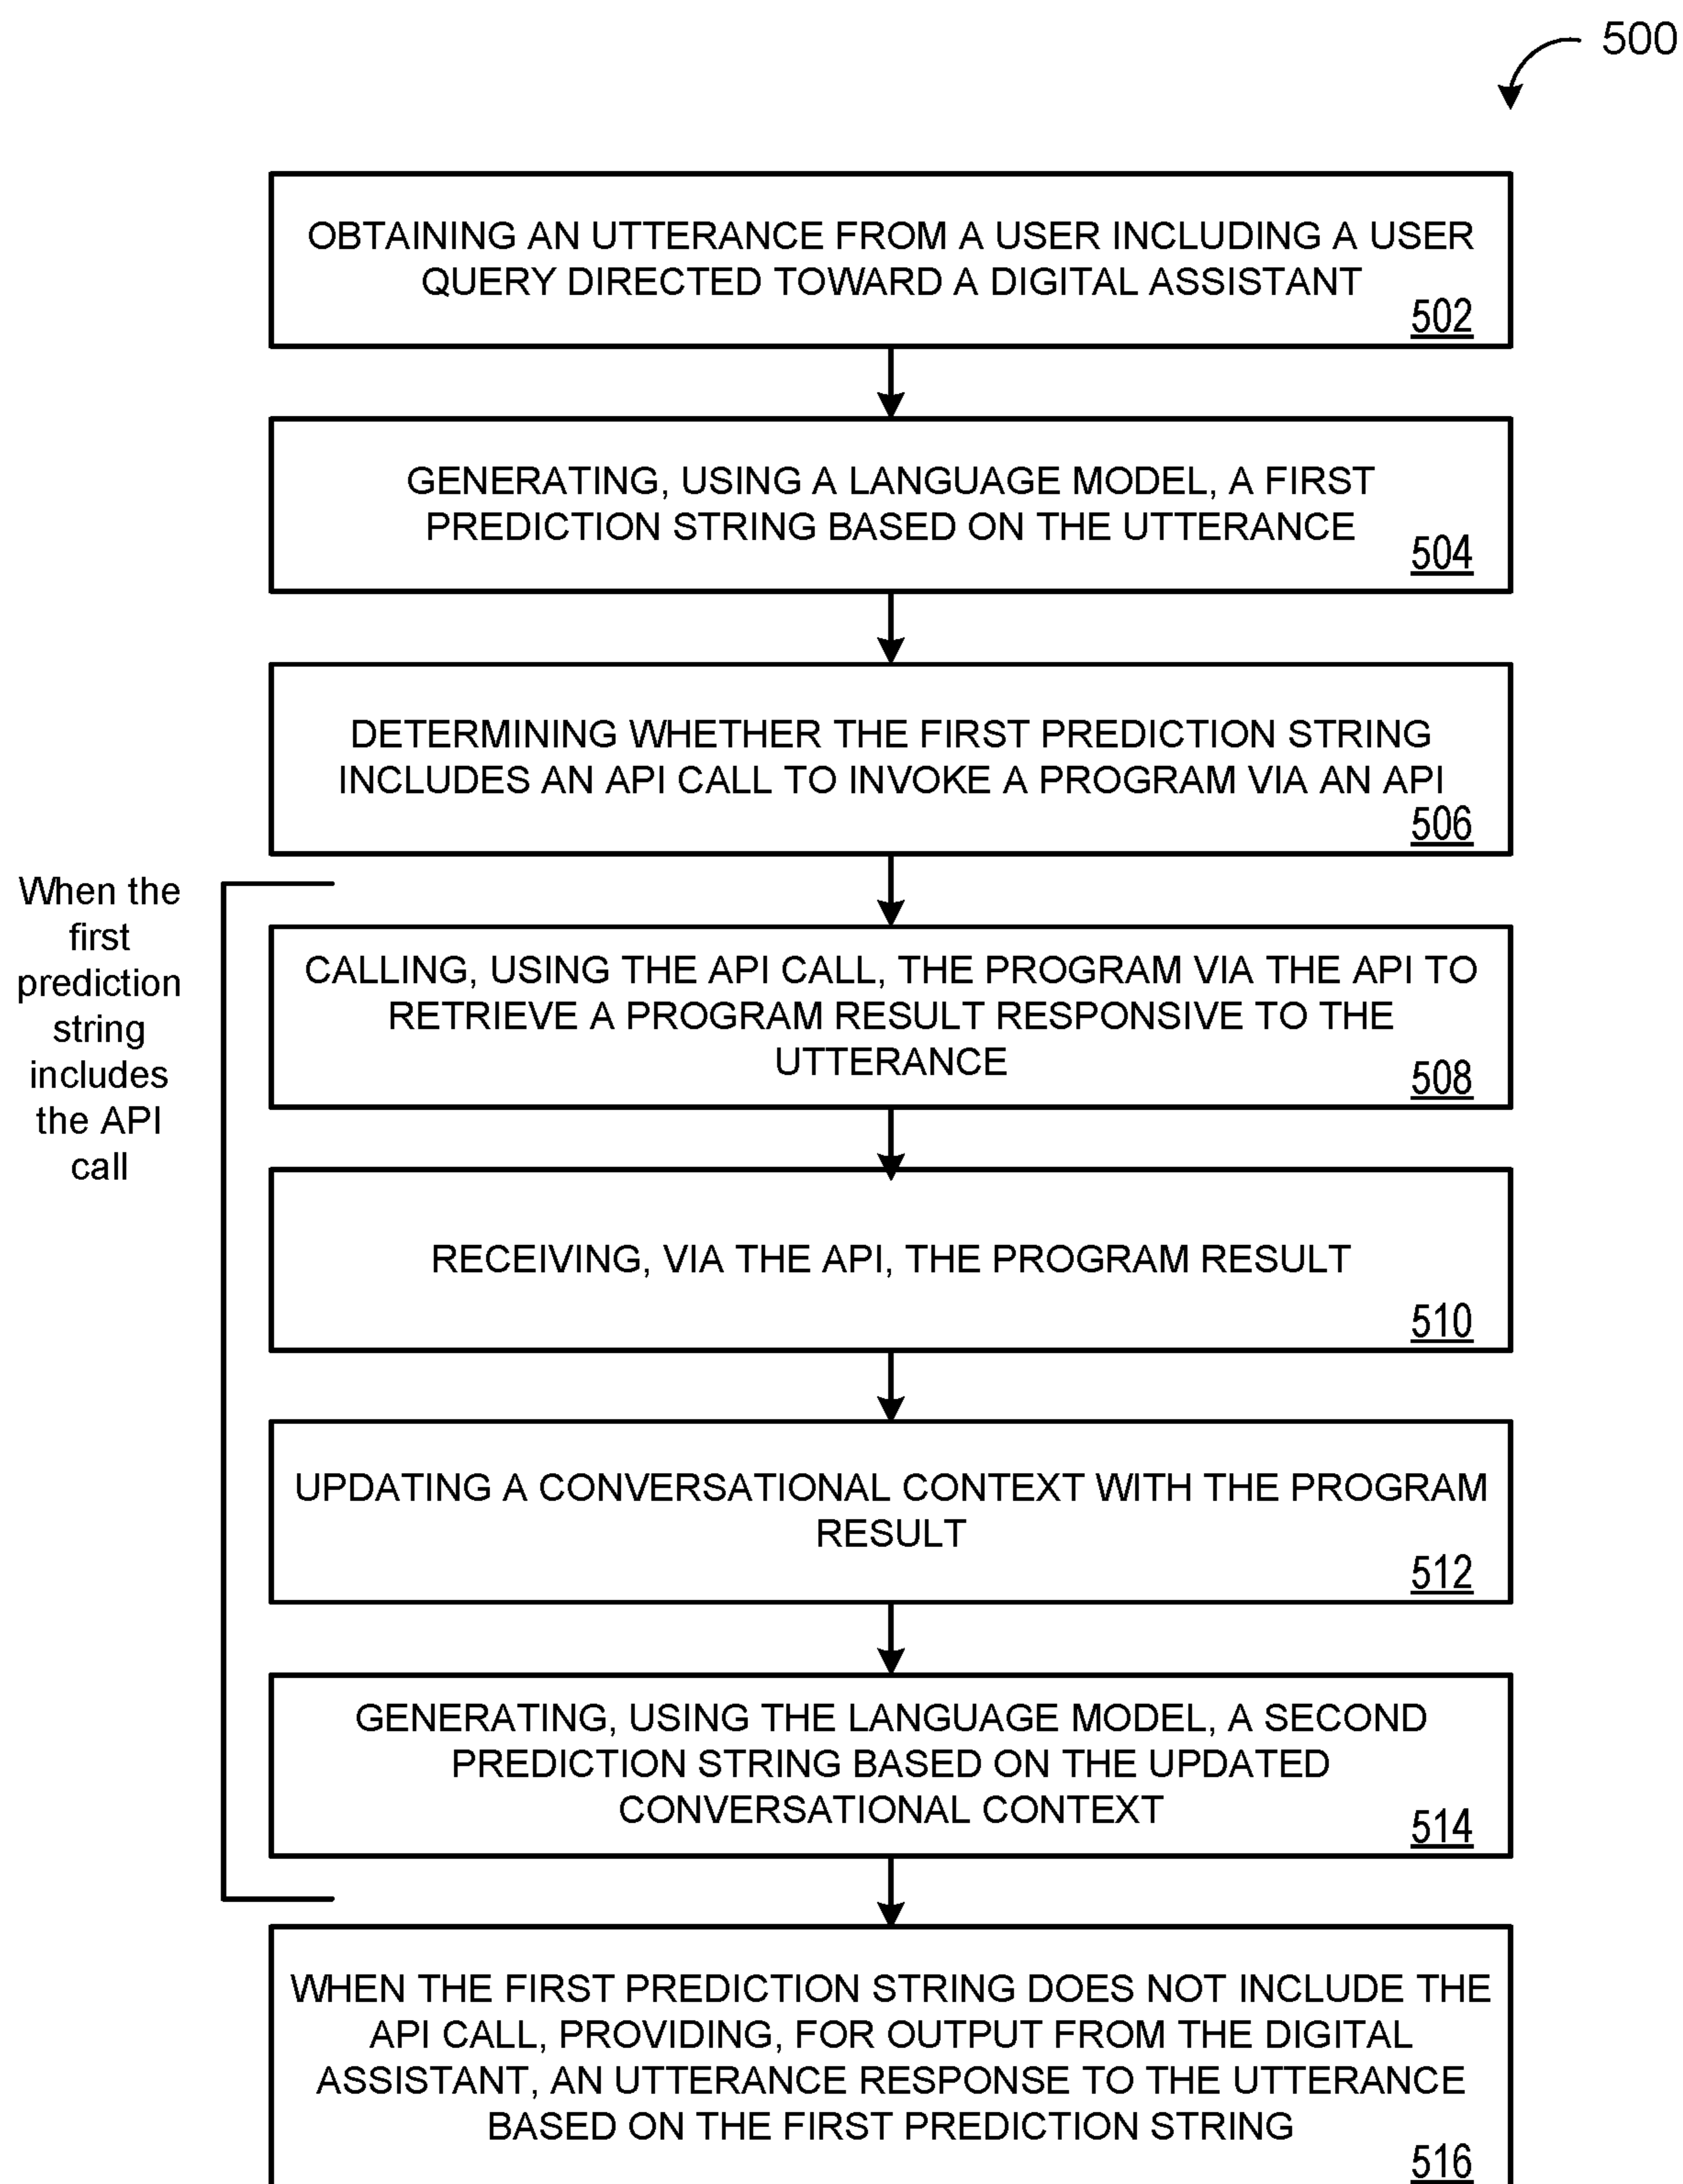 500
OBTAINING AN UTTERANCE FROM A USER INCLUDING A USER
QUERY DIRECTED TOWARD A DIGITAL ASSISTANT
502
GENERATING, USING A LANGUAGE MODEL, A FIRST
PREDICTION STRING BASED ON THE UTTERANCE
504
DETERMINING WHETHER THE FIRST PREDICTION STRING
INCLUDES AN API CALL TO INVOKE A PROGRAM VIA AN API
506
When the
first
prediction
string
includes
the API
call
CALLING, USING THE API CALL, THE PROGRAM VIA THE API TO
RETRIEVE A PROGRAM RESULT RESPONSIVE TO THE
UTTERANCE
508
RECEIVING, VIA THE API, THE PROGRAM RESULT
510
UPDATING A CONVERSATIONAL CONTEXT WITH THE PROGRAM
RESULT
512
GENERATING, USING THE LANGUAGE MODEL, A SECOND
PREDICTION STRING BASED ON THE UPDATED
CONVERSATIONAL CONTEXT
514
WHEN THE FIRST PREDICTION STRING DOES NOT INCLUDE THE
API CALL, PROVIDING, FOR OUTPUT FROM THE DIGITAL
ASSISTANT, AN UTTERANCE RESPONSE TO THE UTTERANCE
BASED ON THE FIRST PREDICTION STRING
516